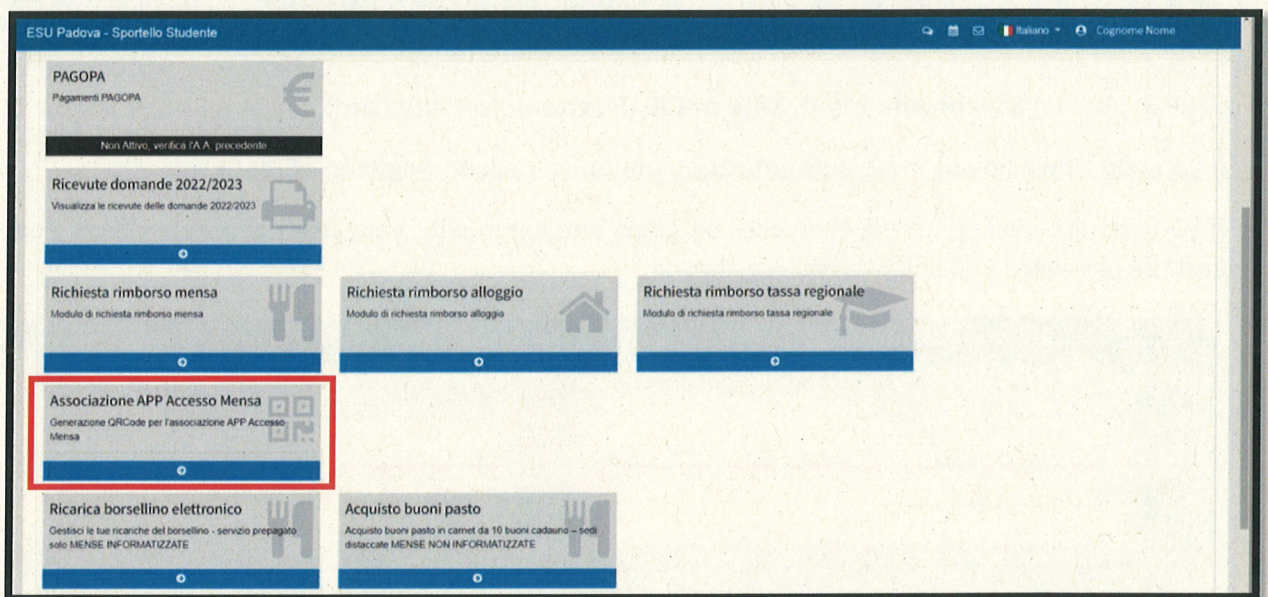 ESU Padova - Sportello Studente
Italiano
Cognome Nome
PAGOPA
Pagamenti PAGOPA
Non Attivo, verifica l'A.A. precedente
Ricevute domande 2022/2023
Visualizza le ricevute delle domande 2022/2023
Richiesta rimborso mensa
Modulo di richiesta rimborso mensa
Richiesta rimborso alloggio
Modulo di richiesta rimborso alloggio
Richiesta rimborso tassa regionale
Modulo di richiesta rimborso tassa regionale
Associazione APP Accesso Mensa
Generazione QRCode per l'associazione APP Accesso
Mensa
Ricarica borsellino elettronico
Gestisci le tue ricariche del borsellino - servizio prepagato
solo MENSE INFORMATIZZATE
Acquisto buoni pasto
Acquisto buoni pasto in carnet da 10 buoni cadauno – sedi
distaccate MENSE NON INFORMATIZZATE